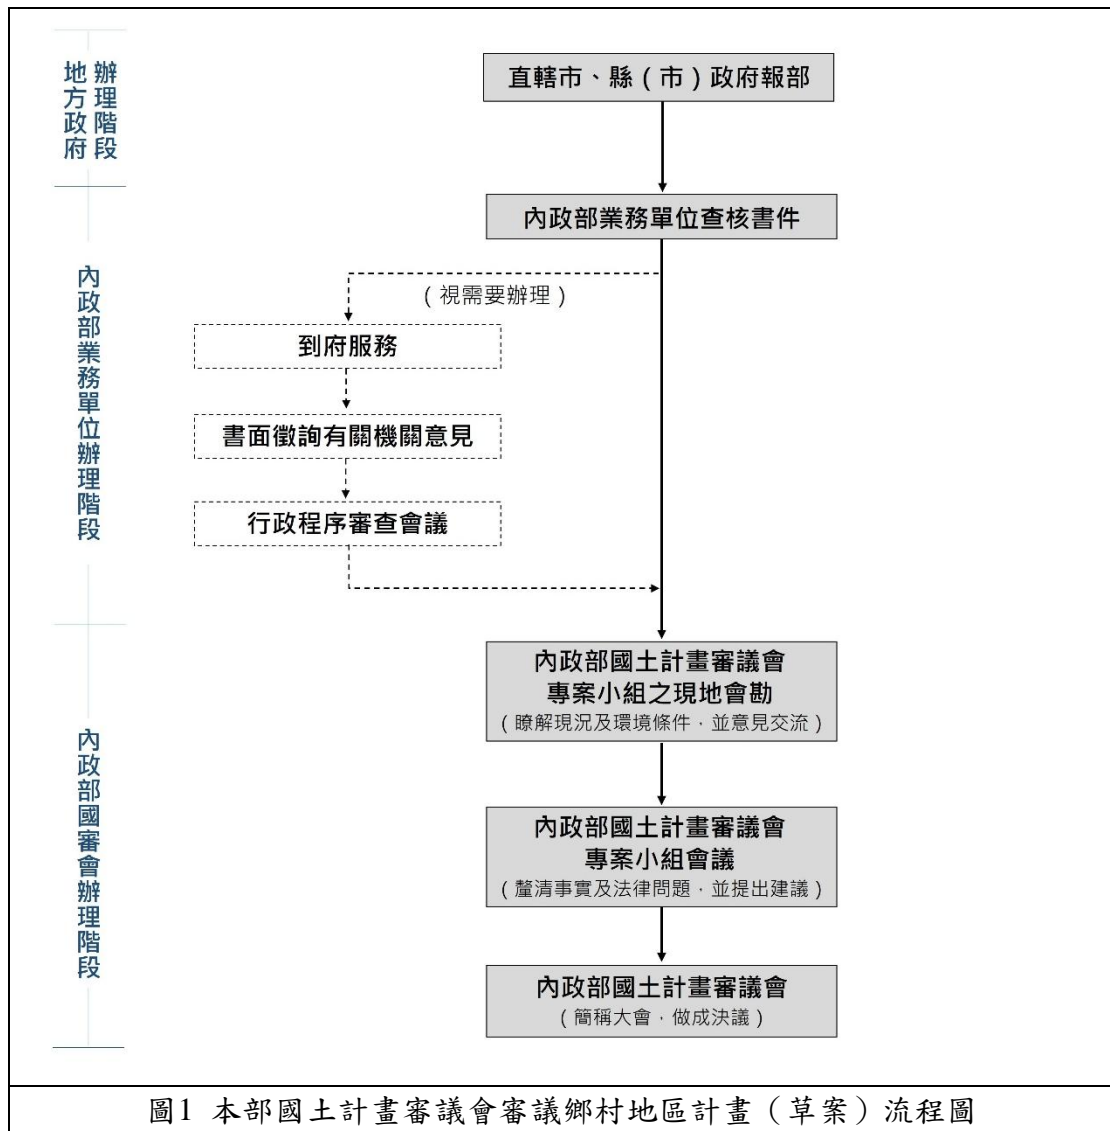 地方政府
辦理階段
直轄市、縣（市）政府報部
內政部業務單位辦理階段
內政部業務單位查核書件
（視需要辦理）
到府服務
書面徵詢有關機關意見
行政程序審查會議
內政部國審會辦理階段
內政部國土計畫審議會
專案小組之現地會勘
（瞭解現況及環境條件，並意見交流）
內政部國土計畫審議會
專案小組會議
（釐清事實及法律問題，並提出建議）
內政部國土計畫審議會
（簡稱大會，做成決議）
圖1 本部國土計畫審議會審議鄉村地區計畫（草案）流程圖